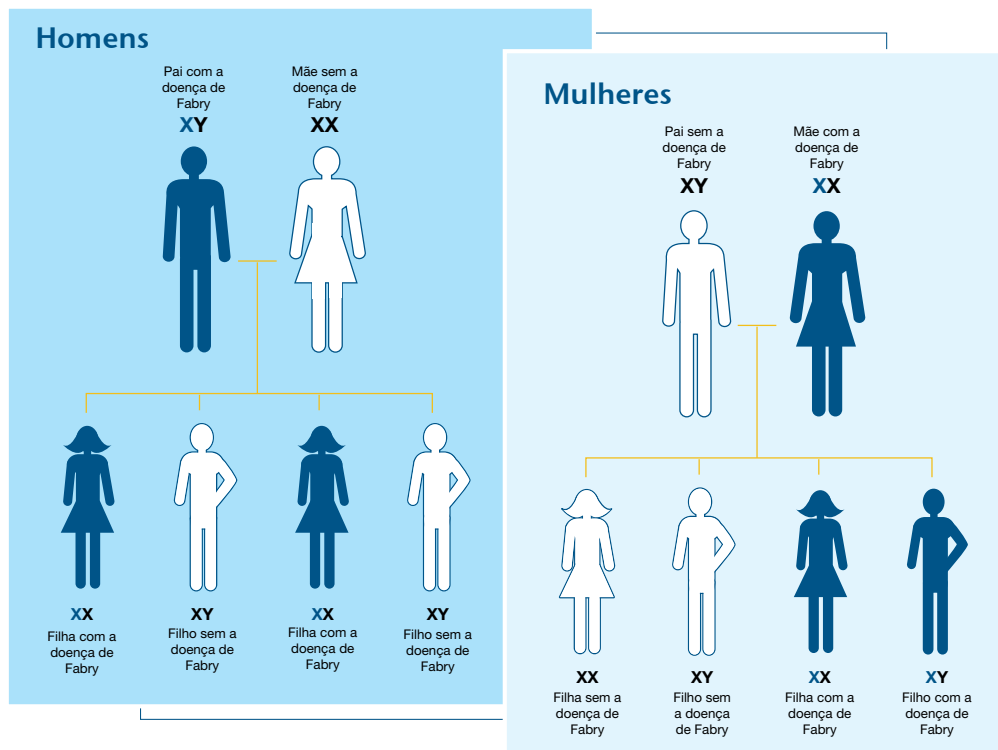 Homens
Pai com a
doença de
Fabry
XY
Mãe sem a
doença de
Fabry
XX
XX
Filha com a
doença de
Fabry
XY
Filho sem a
doença de
Fabry
XX
Filha com a
doença de
Fabry
XY
Filho sem a
doença de
Fabry
Mulheres
Pai sem a
doença de
Fabry
XY
Mãe com a
doença de
Fabry
XX
XX
Filha sem a
doença de
Fabry
XY
Filho sem
a doença
de Fabry
XX
Filha com a
doença de
Fabry
XY
Filho com a
doença de
Fabry